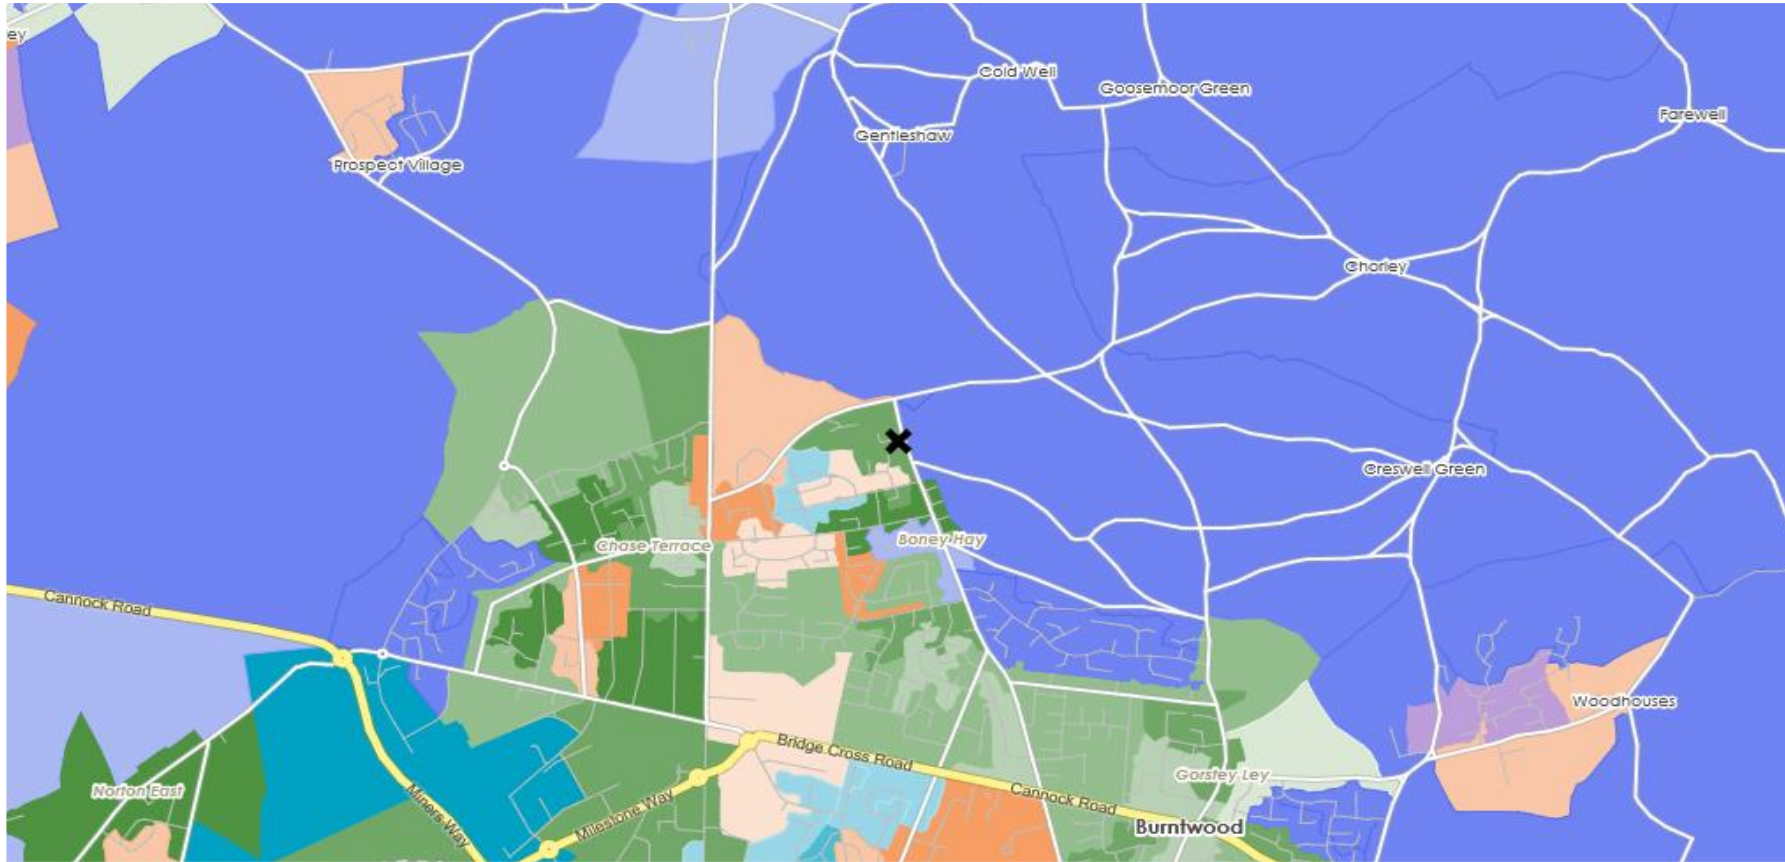 ey
Cold Well
Goosemoor Green
Farewell
Gentleshaw
Prospect Village
Chorley
Creswell Green
Boney Hay
Chase Terrace
Cannock Road
Woodhouses
Bridge Cross Road
Gorstey Ley
Norton East
Miners Way
Milestone Way
Cannock Road
Burntwood